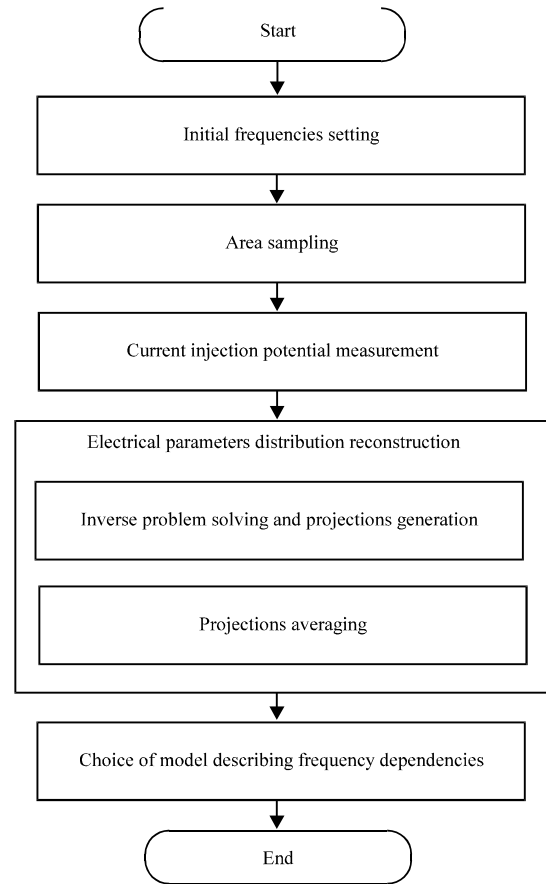 Start
Initial frequencies setting
Area sampling
Current injection potential measurement
Electrical parameters distribution reconstruction
Inverse problem solving and projections generation
Projections averaging
Choice of model describing frequency dependencies
End